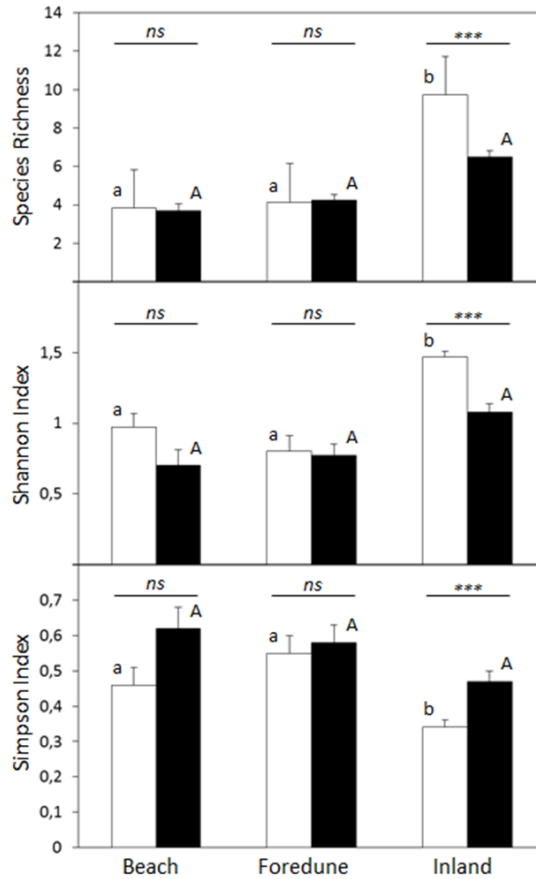 Species Richness
14
12
10
8
6
4
2
ns
ns
***
a
A
a
A
b
A
Shannon Index
1,5
1
0,5
ns
ns
***
a
A
a
A
b
A
Simpson Index
0,7
0,6
0,5
0,4
0,3
0,2
0,1
0
ns
ns
***
a
A
a
A
b
A
Beach Foredune Inland